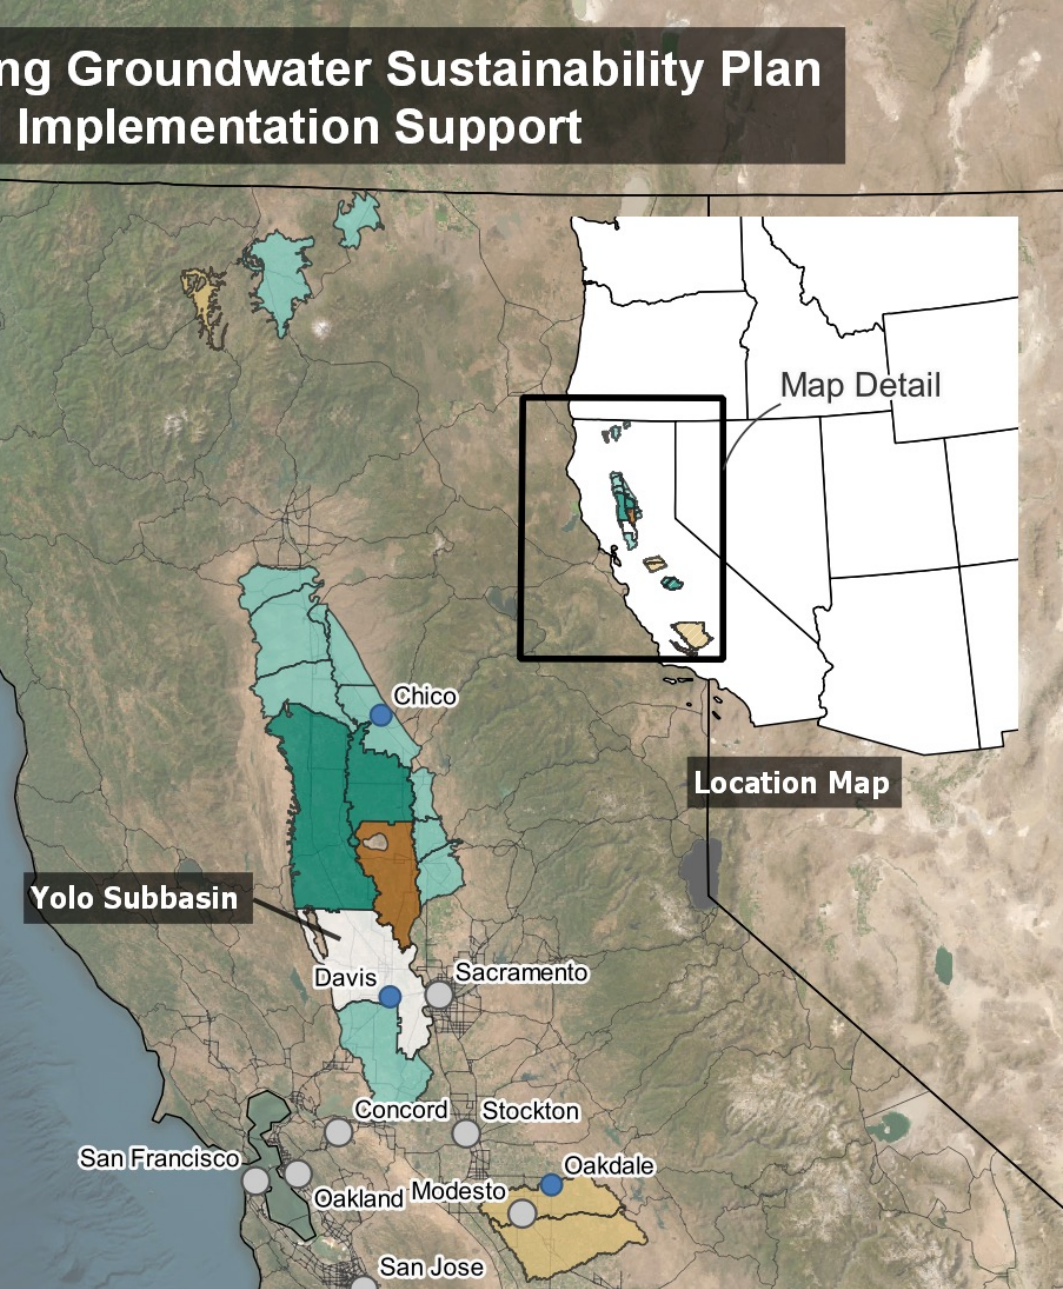 ng Groundwater Sustainability Plan
Implementation Support
Map Detail
Chico
Location Map
Yolo Subbasin
Davis
Sacramento
Concord
Stockton
San Francisco
Oakdale
Oakland
Modesto
San Jose